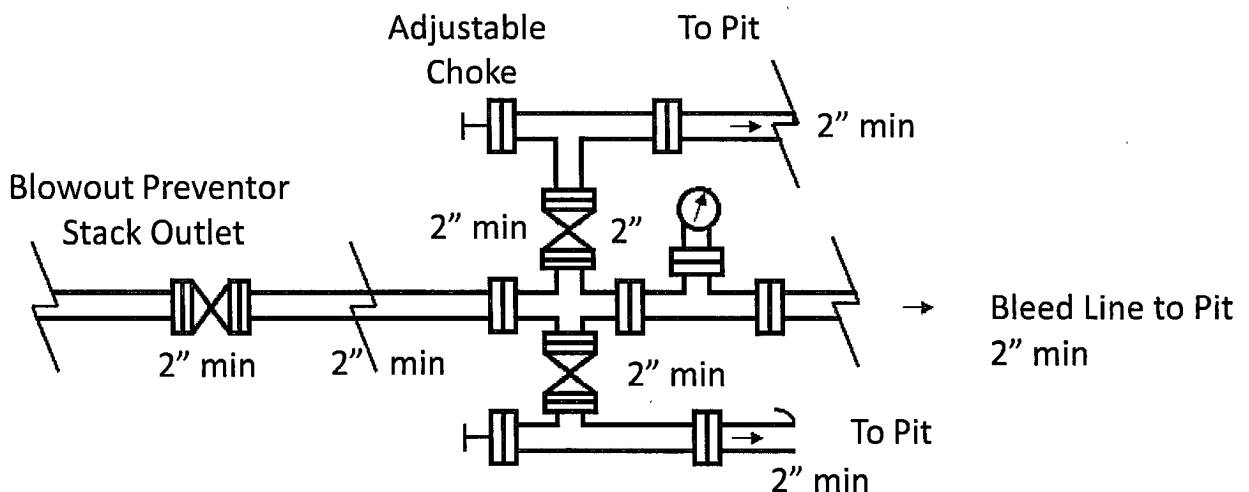 Adjustable
Choke
To Pit
2” min
Blowout Preventor
Stack Outlet
2” min
2”
Bleed Line to Pit
2” min
2” min
2” min
2” min
To Pit
2” min